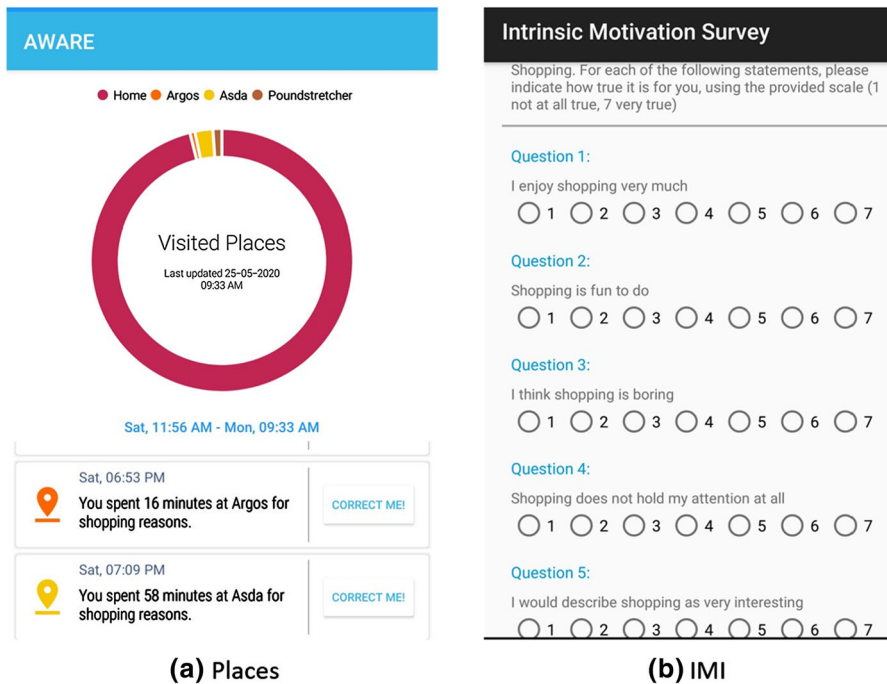 AWARE
Home Argos Asda Poundstretcher
Visited Places
Last updated 25-05-2020
09:33 AM
Sat, 11:56 AM - Mon, 09:33 AM
Sat, 06:53 PM
You spent 16 minutes at Argos for
shopping reasons.
CORRECT ME!
Sat, 07:09 PM
You spent 58 minutes at Asda for
shopping reasons.
CORRECT ME!
(a) Places
Intrinsic Motivation Survey
Shopping. For each of the following statements, please
indicate how true it is for you, using the provided scale (1
not at all true, 7 very true)
Question 1:
I enjoy shopping very much
1 2 3 4 5 6 7
Question 2:
Shopping is fun to do
1 2 3 4 5 6 7
Question 3:
I think shopping is boring
1 2 3 4 5 6 7
Question 4:
Shopping does not hold my attention at all
1 2 3 4 5 6 7
Question 5:
I would describe shopping as very interesting
1 2 3 4 5 6 7
(b) IMI